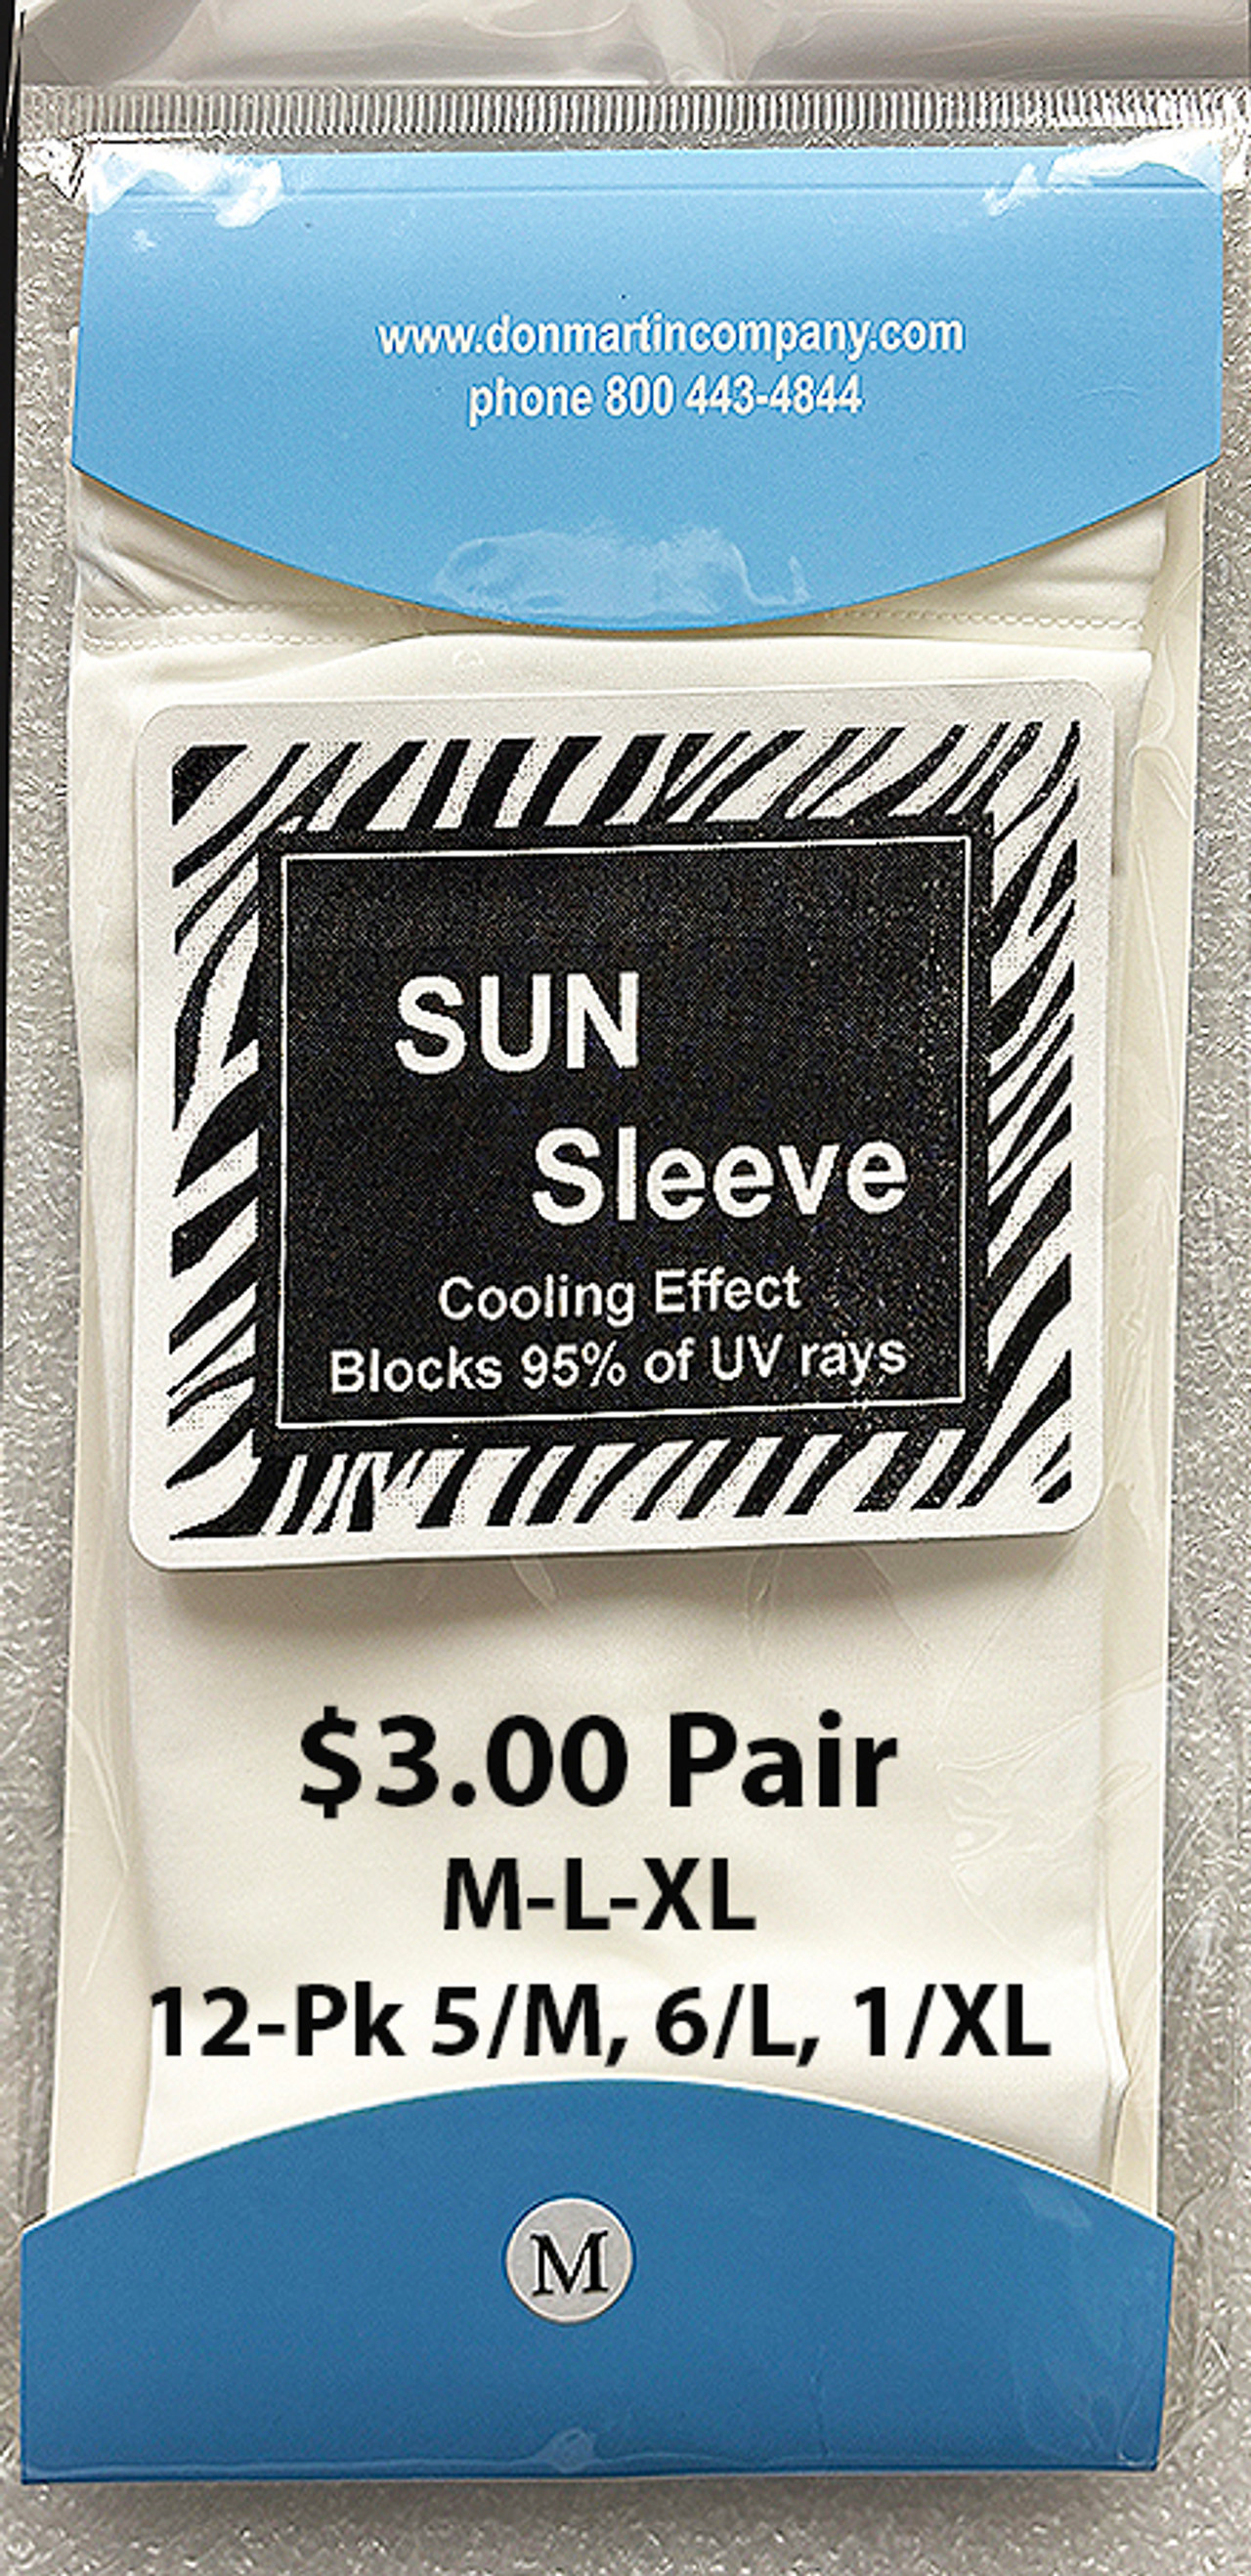 www.donmartincompany.com
phone 800 443-4844
SUN
Sleeve
Cooling Effect
Blocks 95% of UV rays
$3.00 Pair
M-L-XL
12-Pk 5/M, 6/L, 1/XL
M